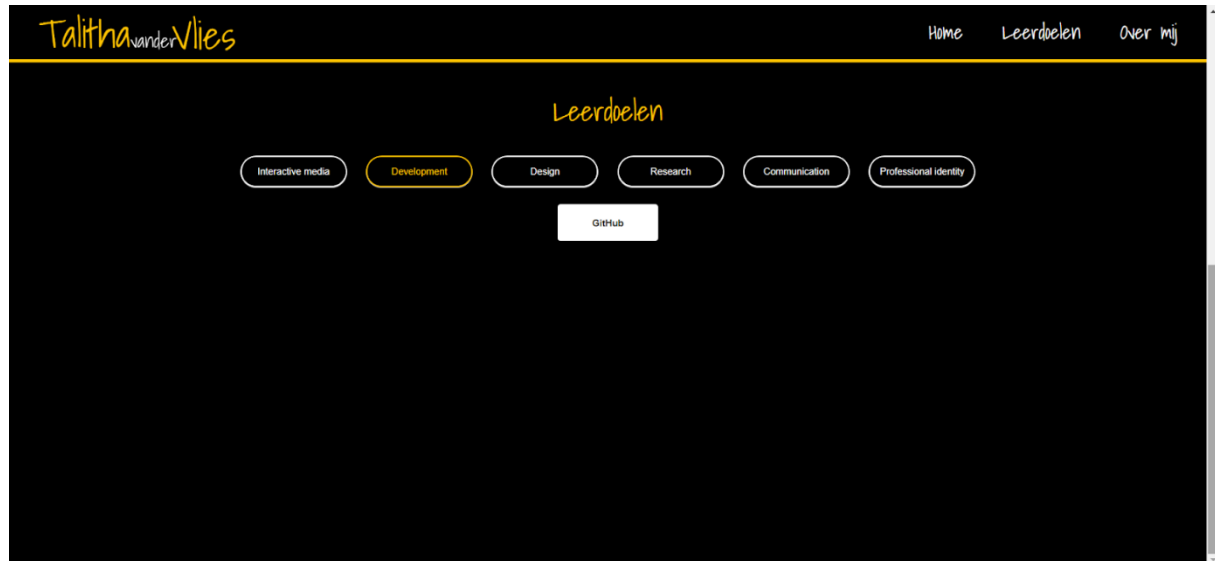 TalithavanderVlies Home Leerdoelen Over mij
Leerdoelen
Interactive media Development Design Research Communication Professional identity
GitHub